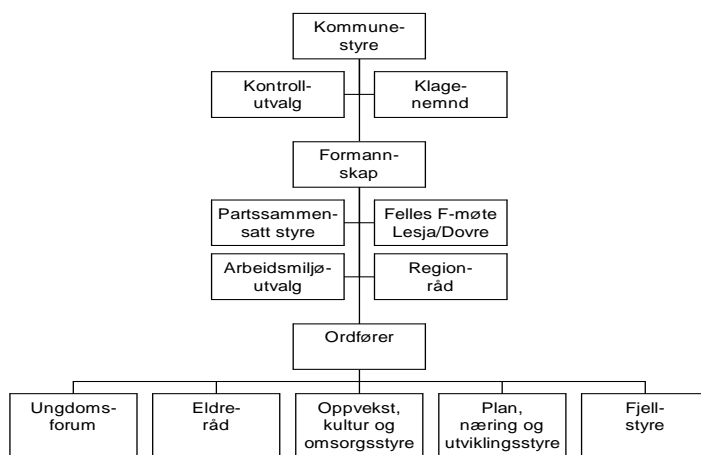 Kommune-
styre
Kontroll-
utvalg
Klage-
nemnd
Formann-
skap
Partssammen-
satt styre
Felles F-møte
Lesja/Dovre
Arbeidsmiljø-
utvalg
Region-
råd
Ordfører
Ungdoms-
forum
Eldre-
råd
Oppvekst,
kultur og
omsorgsstyre
Plan,
næring og
utviklingsstyre
Fjell-
styre